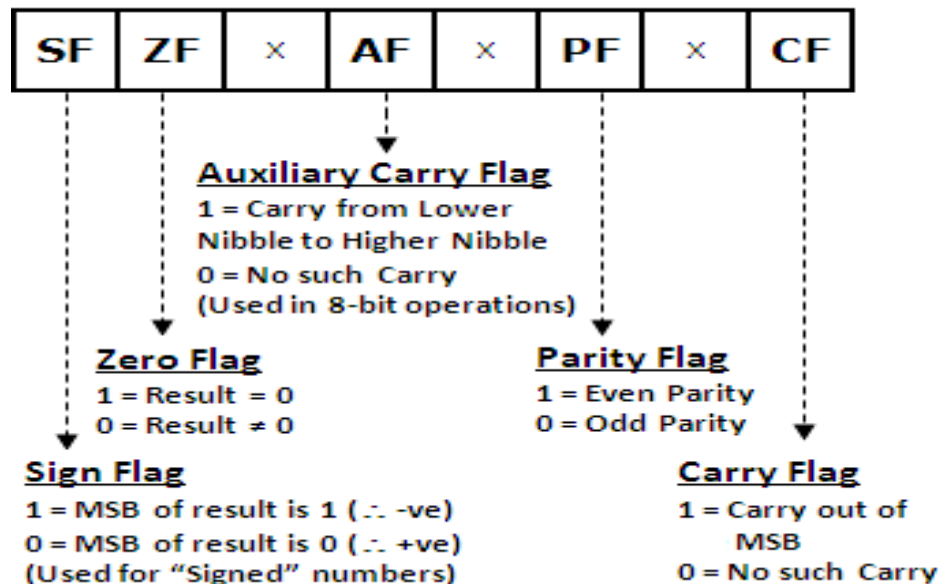 SF ZF × AF × PF × CF
Auxiliary Carry Flag
1 = Carry from Lower
Nibble to Higher Nibble
0 = No such Carry
(Used in 8-bit operations)
Zero Flag
1 = Result = 0
0 = Result ≠ 0
Parity Flag
1 = Even Parity
0 = Odd Parity
Sign Flag
1 = MSB of result is 1 (∴ -ve)
0 = MSB of result is 0 (∴ +ve)
(Used for “Signed” numbers)
Carry Flag
1 = Carry out of
MSB
0 = No such Carry